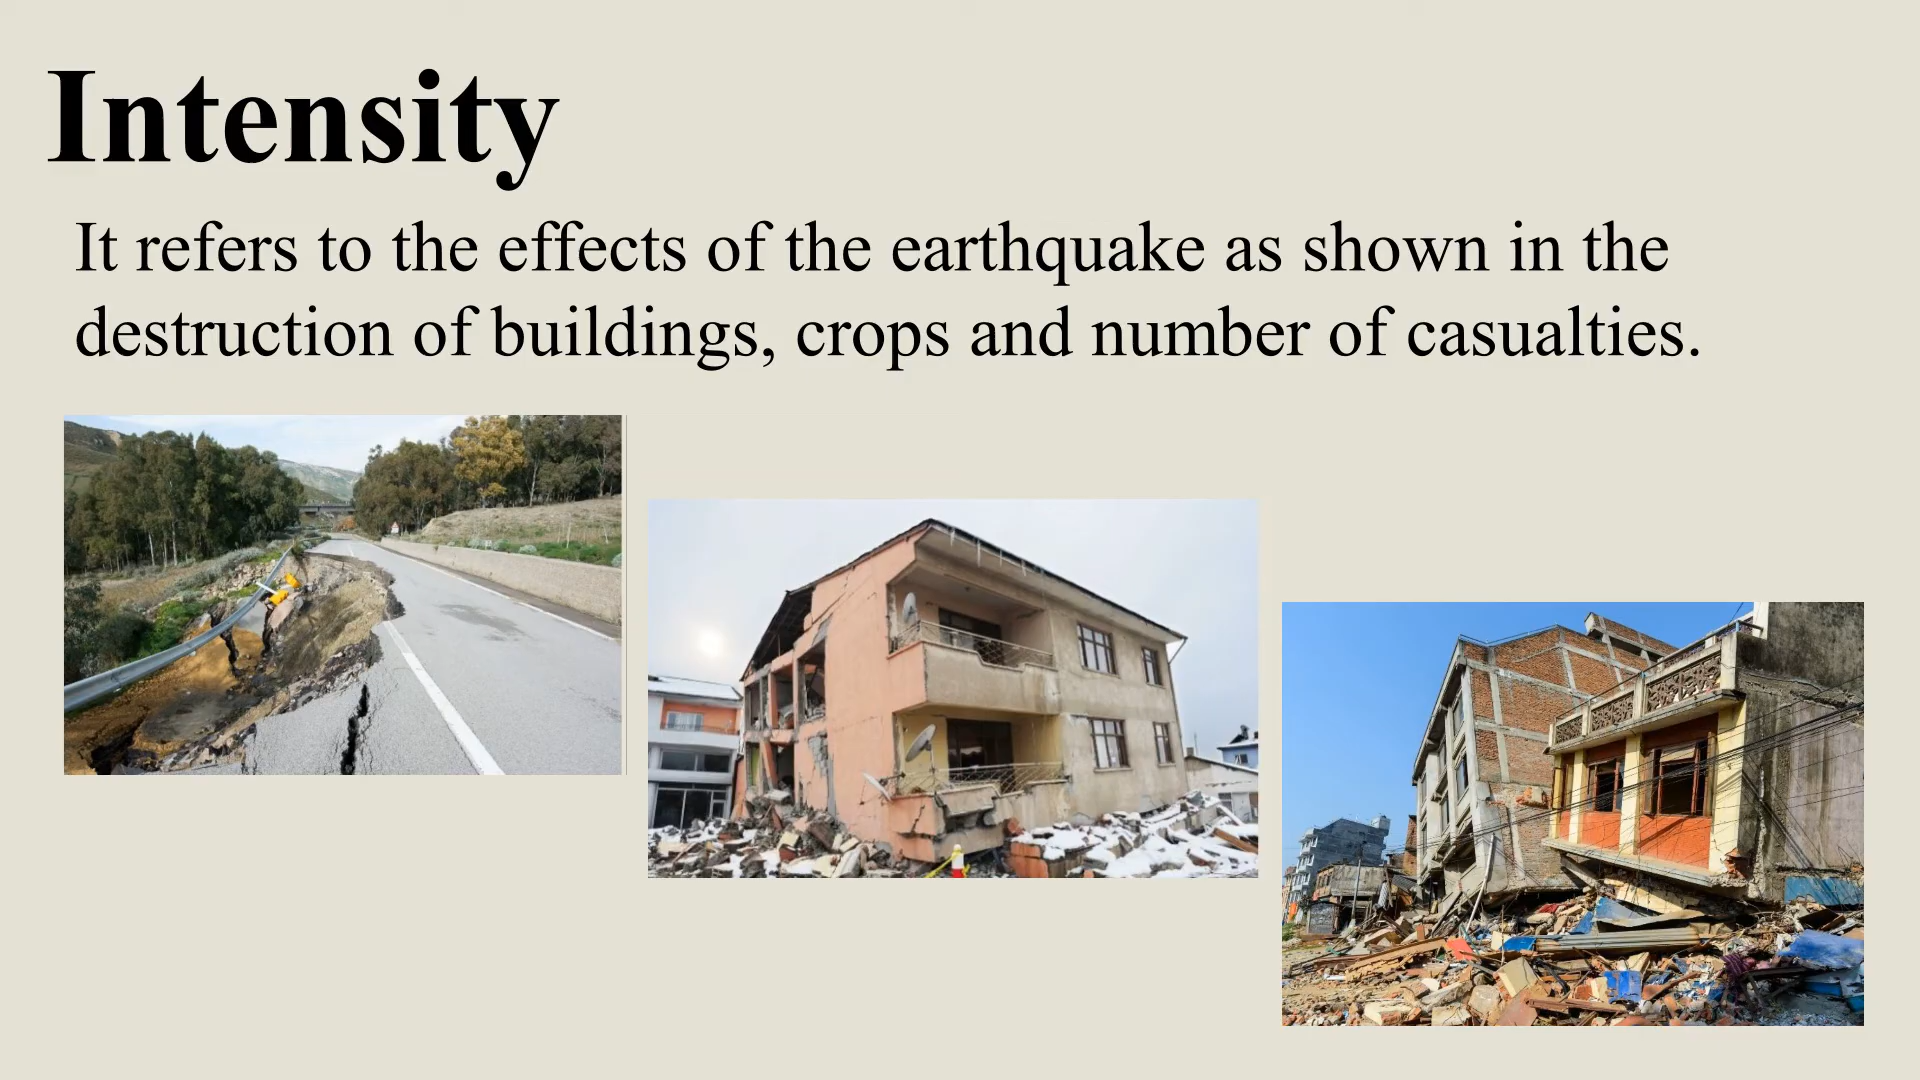 Intensity
It refers to the effects of the earthquake as shown in the
destruction of buildings, crops and number of casualties.